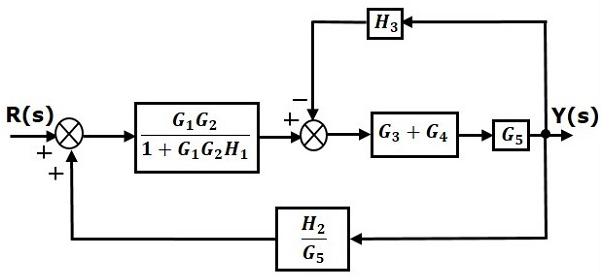 H₃
−
R(s)
G₁G₂
1 + G₁G₂H₁
+
G₃ + G₄
G₅
Y(s)
+
+
H₂
G₅